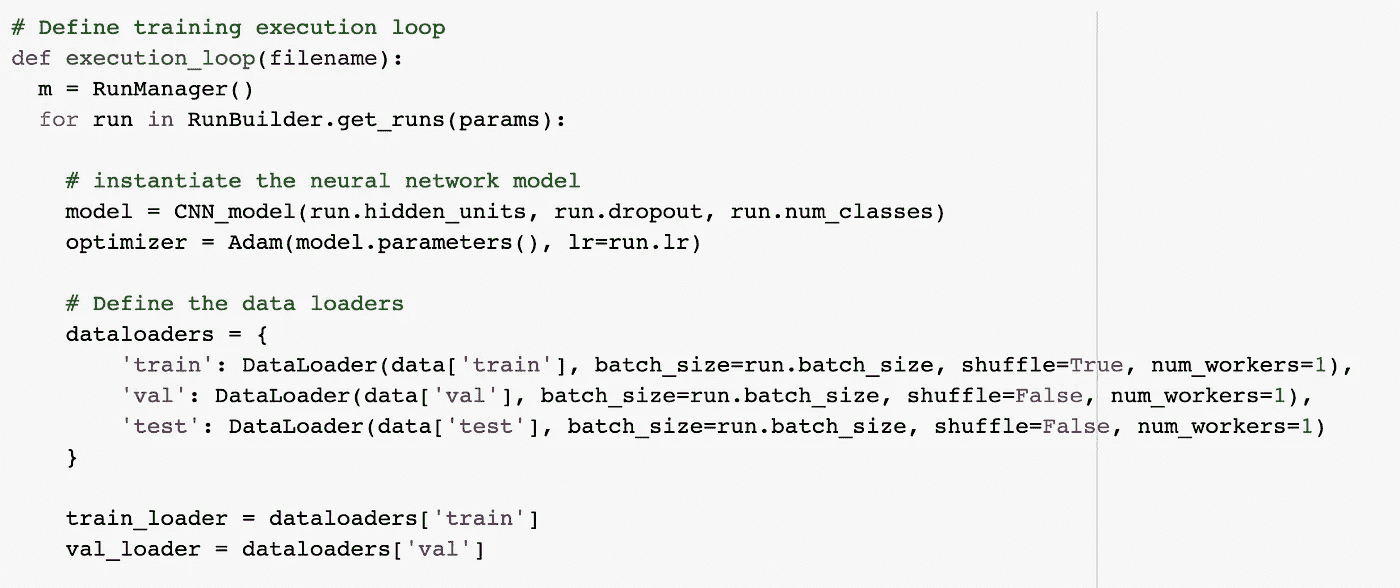 # Define training execution loop
def execution_loop(filename):
  m = RunManager()
  for run in RunBuilder.get_runs(params):

    # instantiate the neural network model
    model = CNN_model(run.hidden_units, run.dropout, run.num_classes)
    optimizer = Adam(model.parameters(), lr=run.lr)

    # Define the data loaders
    dataloaders = {
        'train': DataLoader(data['train'], batch_size=run.batch_size, shuffle=True, num_workers=1),
        'val': DataLoader(data['val'], batch_size=run.batch_size, shuffle=False, num_workers=1),
        'test': DataLoader(data['test'], batch_size=run.batch_size, shuffle=False, num_workers=1)
    }

    train_loader = dataloaders['train']
    val_loader = dataloaders['val']